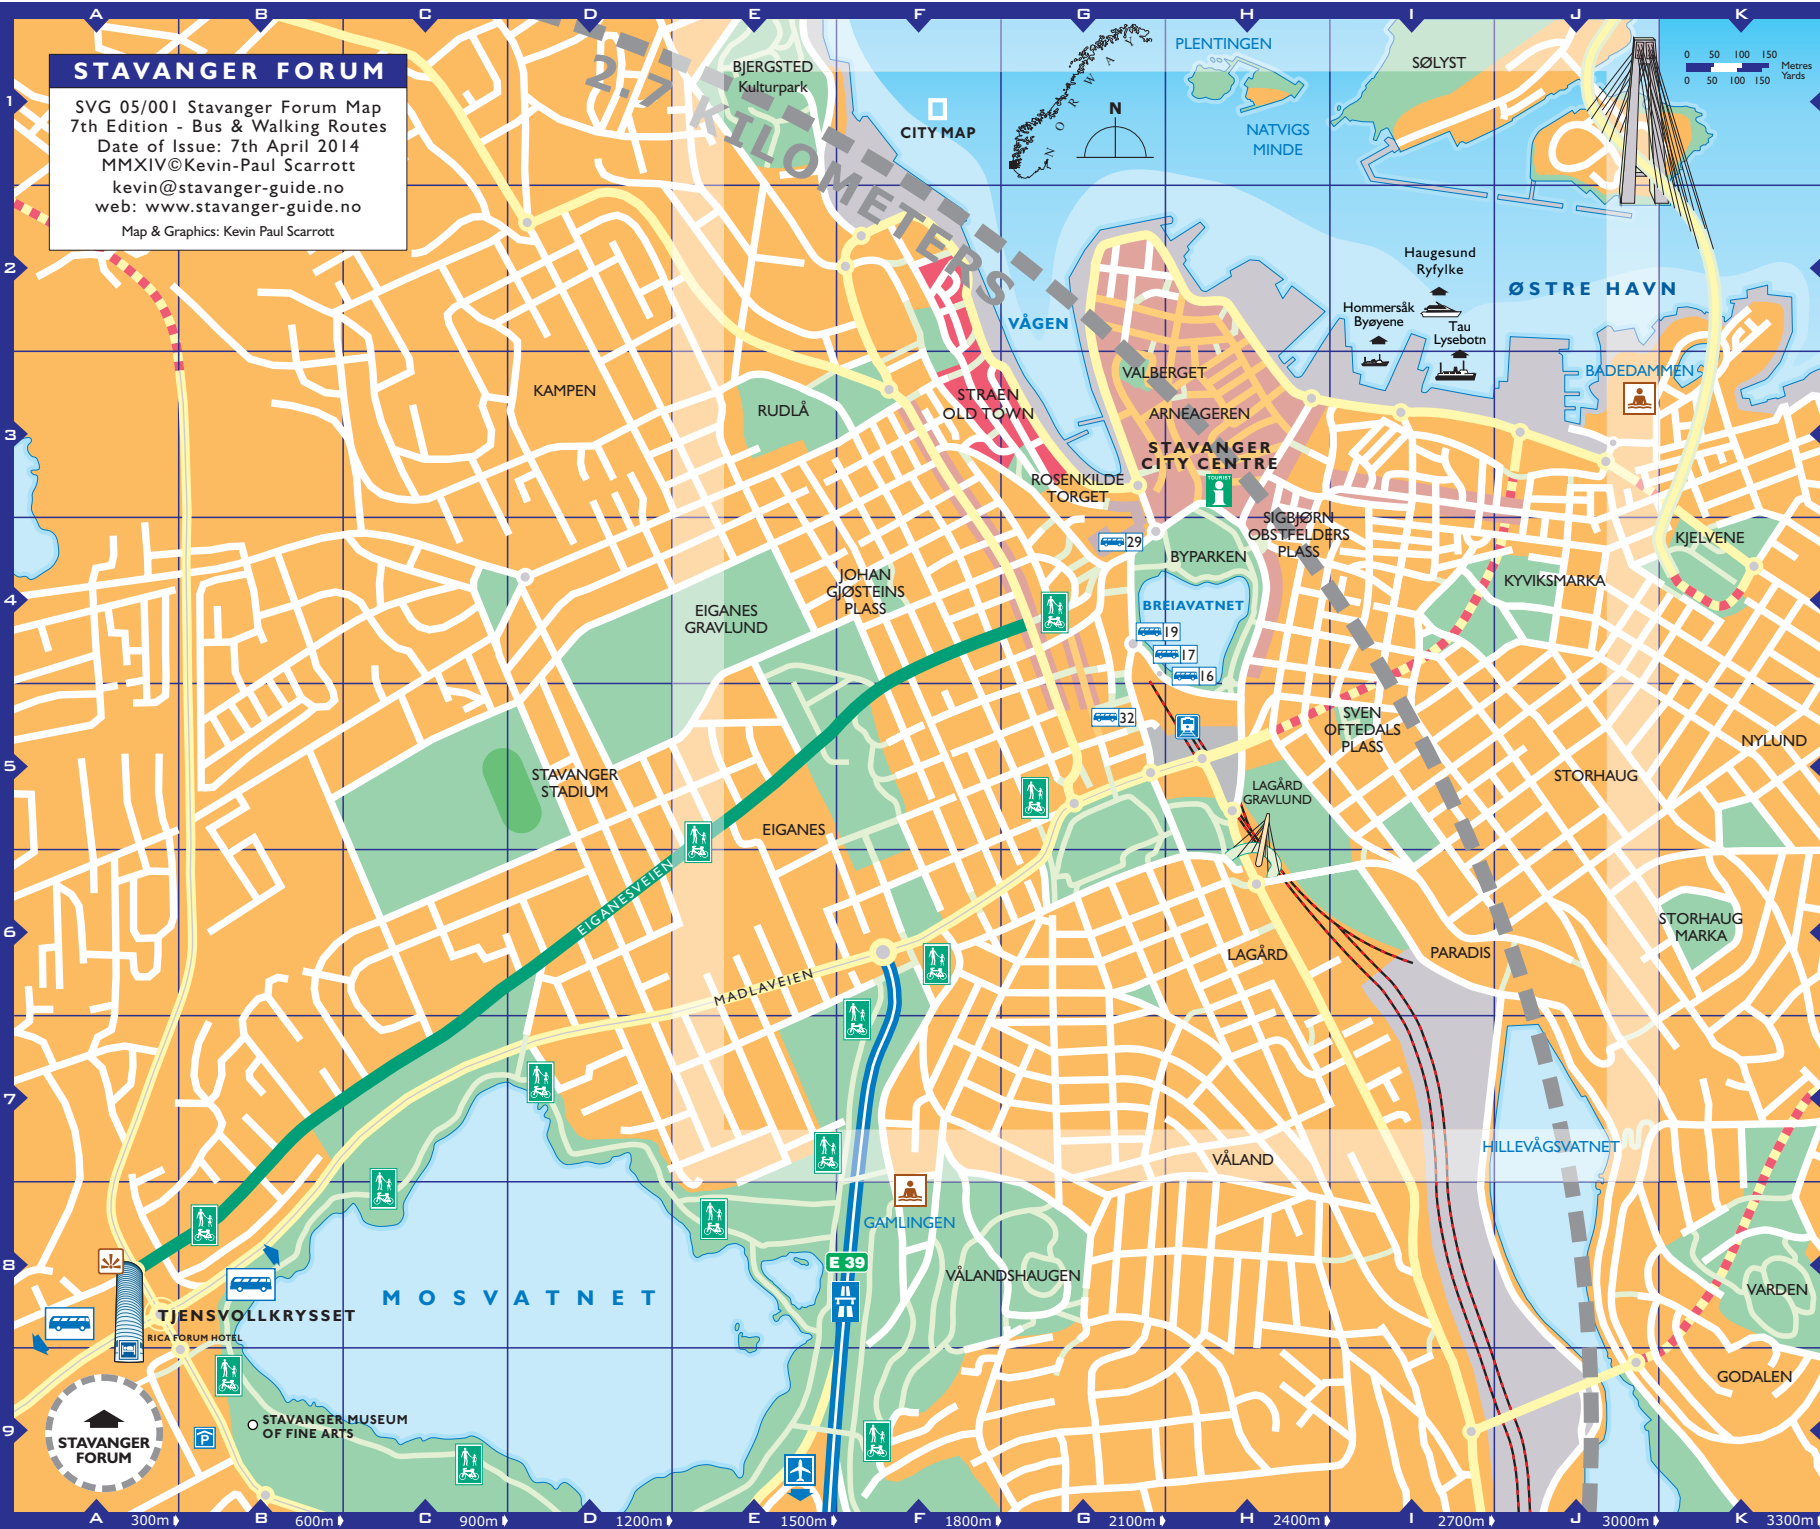 A B C D E F G H I J K
STAVANGER FORUM
SVG 05/001 Stavanger Forum Map
7th Edition - Bus & Walking Routes
Date of Issue: 7th April 2014
MMXIV©Kevin-Paul Scarrott
kevin@stavanger-guide.no
web: www.stavanger-guide.no
Map & Graphics: Kevin Paul Scarrott
2.7 KILOMETERS
BJERGSTED
Kulturpark
CITY MAP
NORWAY
N
PLENTINGEN
NATVIGS
MINDE
SØLYST
0 50 100 150
Metres
Yards
0 50 100 150
1
2
VÅGEN
Haugesund
Ryfylke
ØSTRE HAVN
Hommersåk
Byøyene
Tau
Lysebotn
KAMPEN
RUDLÅ
STRAEN
OLD TOWN
VALBERGET
ARNEAGEREN
BADEDAMMEN
3
STAVANGER
CITY CENTRE
TOURIST
i
ROSENKILDE
TORGET
SIGBJØRN
OBSTFELDERS
PLASS
29
BYPARKEN
KJELVENE
JOHAN
GJØSTEINS
PLASS
KYVIKSMARKA
4
EIGANES
GRAVLUND
BREIAVATNET
19
17
16
32
SVEN
OFTEDALS
PLASS
NYLUND
5
STAVANGER
STADIUM
STORHAUG
LAGÅRD
GRAVLUND
EIGANES
EIGANESVEIEN
6
STORHAUG
MARKA
LAGÅRD
PARADIS
MADLAVEIEN
7
HILLEVÅGSVATNET
VÅLAND
GAMLINGEN
8
E 39
VÅLANDSHAUGEN
VARDEN
MOSVATNET
TJENSVOLLKRYSSET
RICA FORUM HOTEL
GODALEN
STAVANGER MUSEUM
OF FINE ARTS
9
P
STAVANGER
FORUM
A 300m B 600m C 900m D 1200m E 1500m F 1800m G 2100m H 2400m I 2700m J 3000m K 3300m